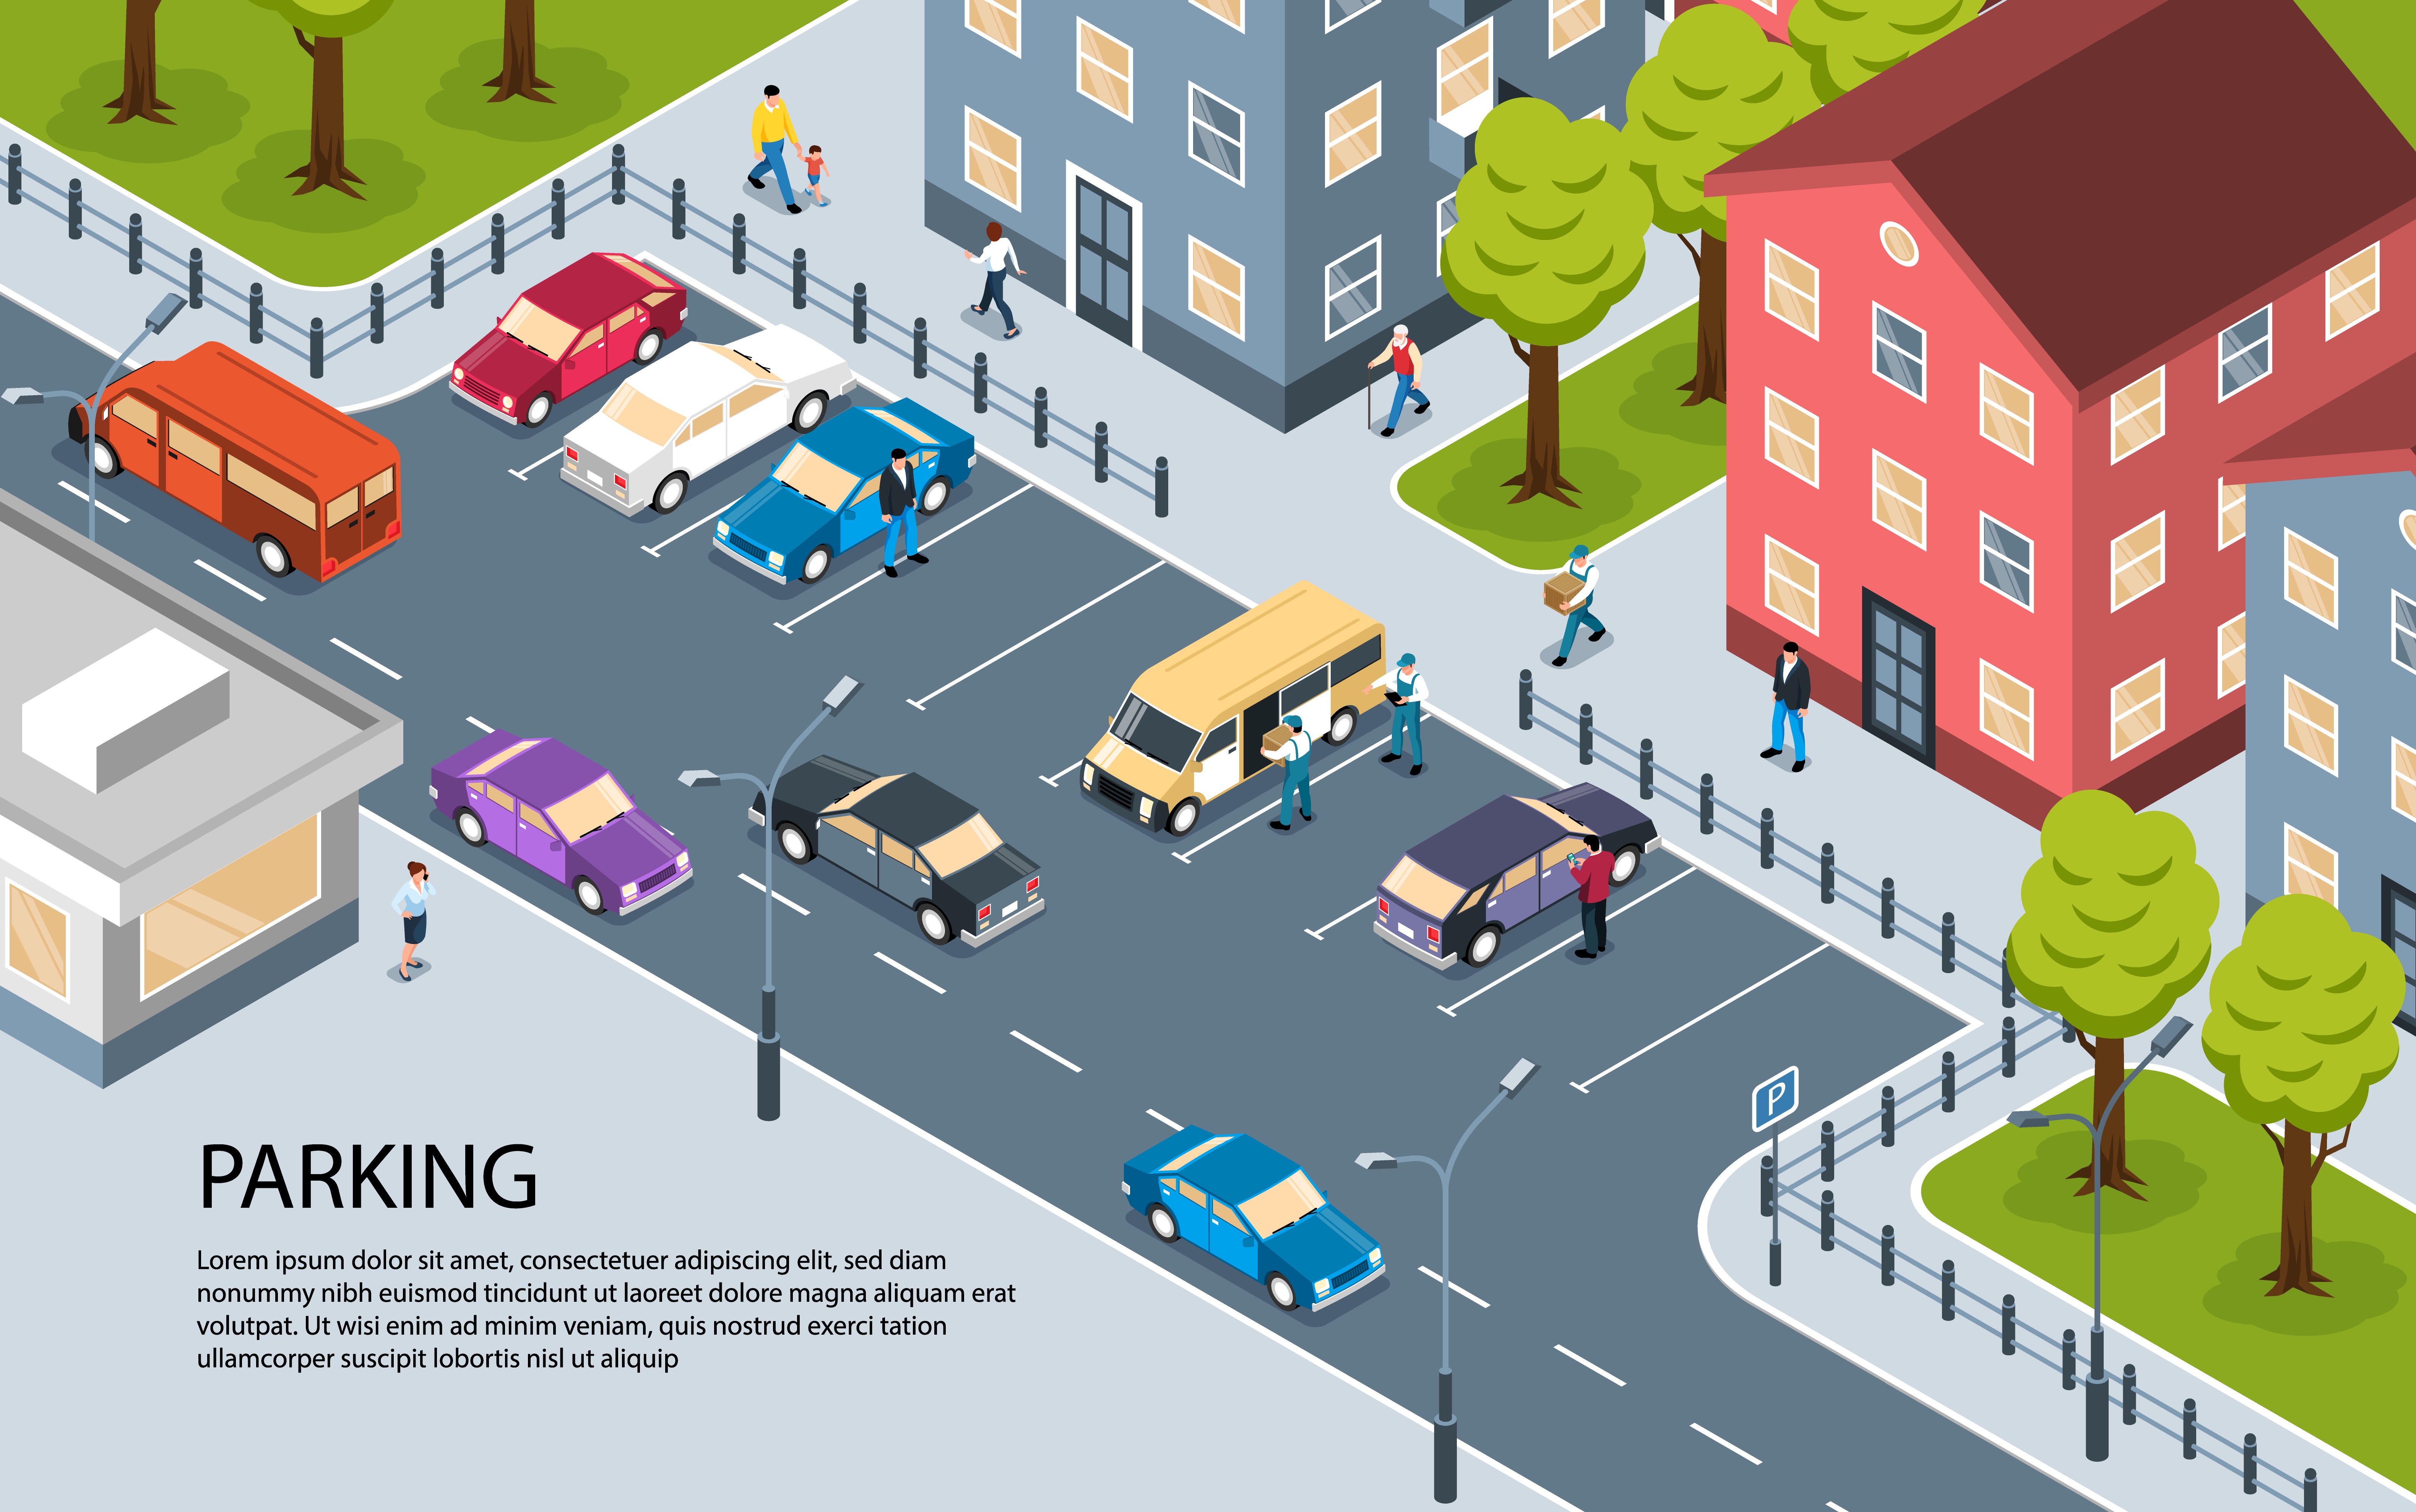 P
PARKING
Lorem ipsum dolor sit amet, consectetuer adipiscing elit, sed diam
nonummy nibh euismod tincidunt ut laoreet dolore magna aliquam erat
volutpat. Ut wisi enim ad minim veniam, quis nostrud exerci tation
ullamcorper suscipit lobortis nisl ut aliquip